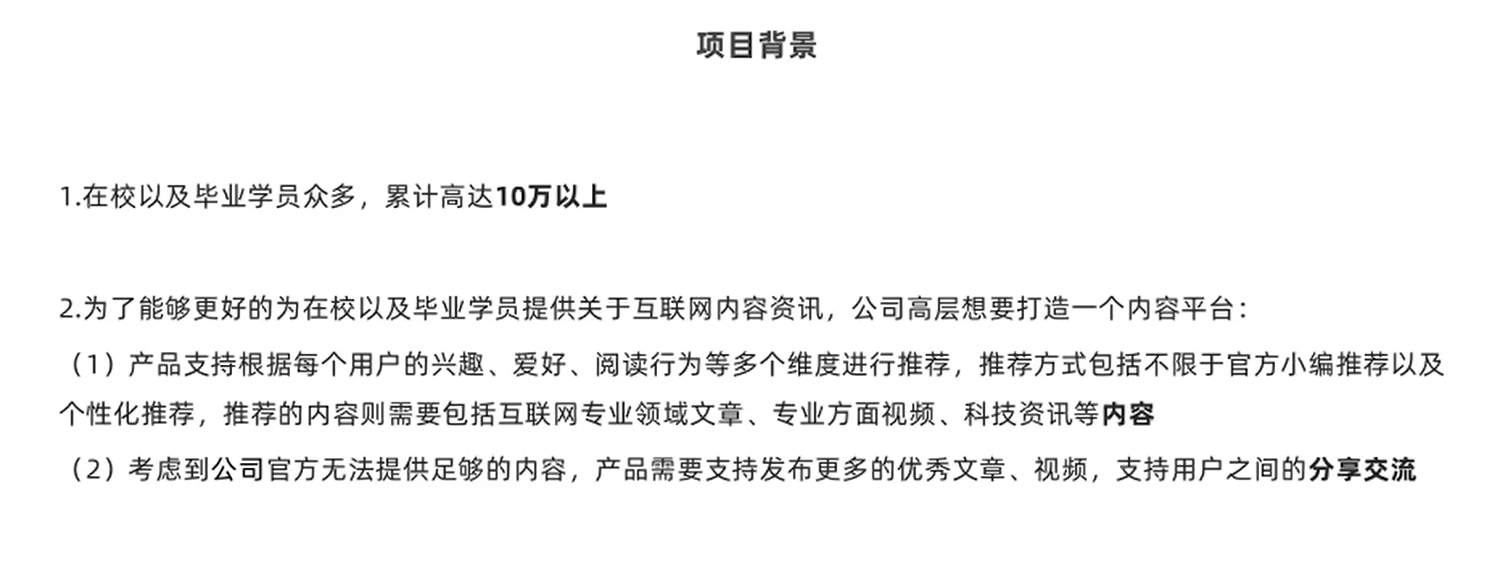 项目背景
1.在校以及毕业学员众多，累计高达10万以上
2.为了能够更好的为在校以及毕业学员提供关于互联网内容资讯，公司高层想要打造一个内容平台：
（1）产品支持根据每个用户的兴趣、爱好、阅读行为等多个维度进行推荐，推荐方式包括不限于官方小编推荐以及
个性化推荐，推荐的内容则需要包括互联网专业领域文章、专业方面视频、科技资讯等内容
（2）考虑到公司官方无法提供足够的内容，产品需要支持发布更多的优秀文章、视频，支持用户之间的分享交流